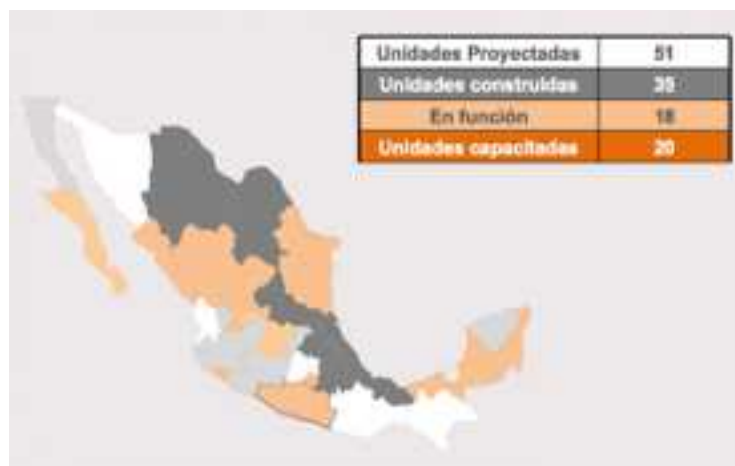 Unidades Proyectadas 51
Unidades construidas 35
En función 18
Unidades capacitadas 20